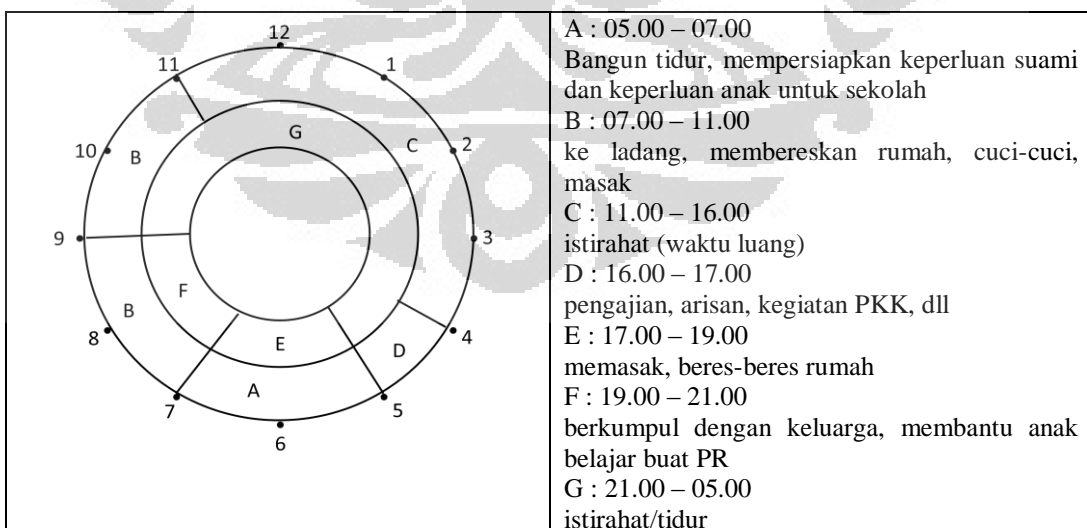 12
11
1
G
C
10
B
2
9
3
F
B
8
E
D
4
A
7
5
6
A : 05.00 – 07.00
Bangun tidur, mempersiapkan keperluan suami
dan keperluan anak untuk sekolah
B : 07.00 – 11.00
ke ladang, membereskan rumah, cuci-cuci,
masak
C : 11.00 – 16.00
istirahat (waktu luang)
D : 16.00 – 17.00
pengajian, arisan, kegiatan PKK, dll
E : 17.00 – 19.00
memasak, beres-beres rumah
F : 19.00 – 21.00
berkumpul dengan keluarga, membantu anak
belajar buat PR
G : 21.00 – 05.00
istirahat/tidur